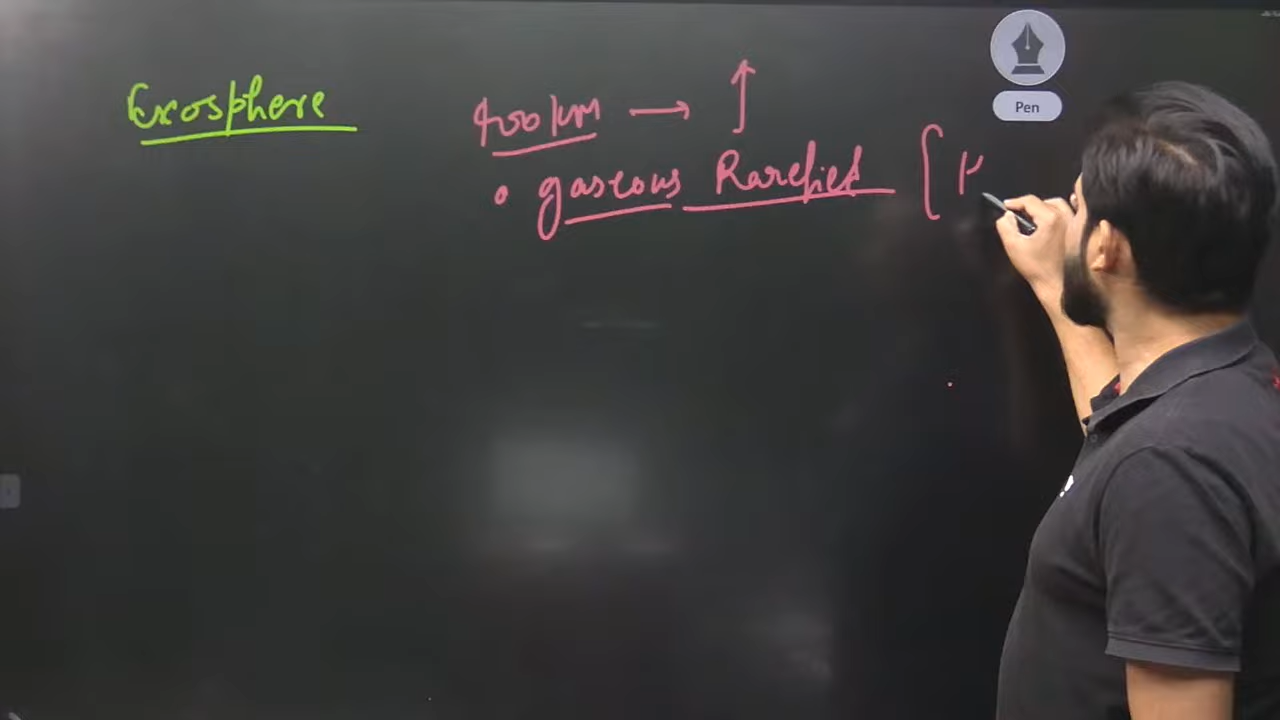 Exosphere
400 km → ↑
• gaseous Rarefied [ H
Pen